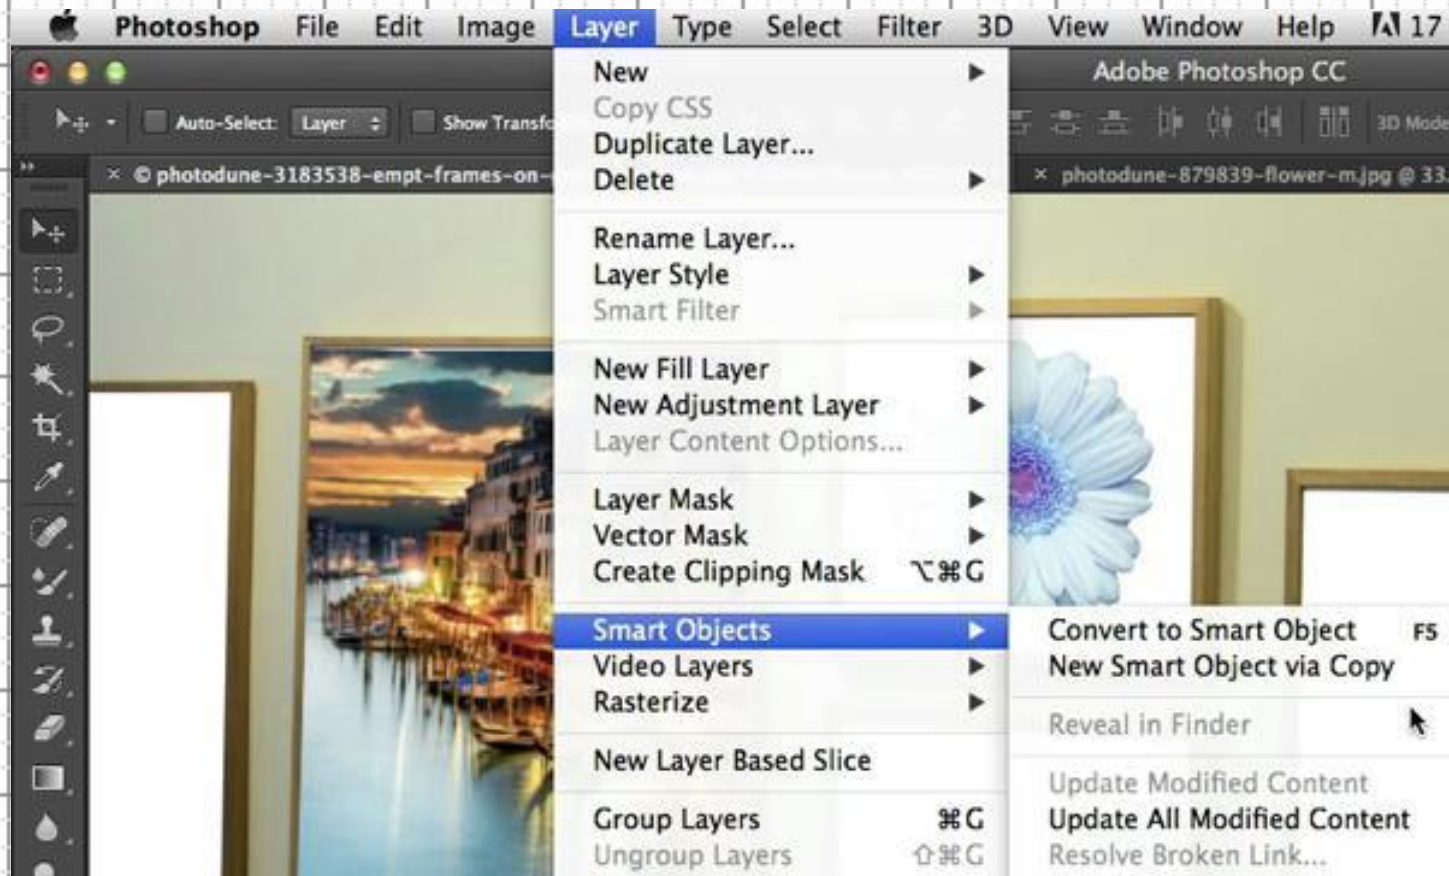 Photoshop File Edit Image Layer Type Select Filter 3D View Window Help 17
Adobe Photoshop CC
Auto-Select: Layer Show Transfo 3D Mode
× © photodune-3183538-empt-frames-on- × photodune-879839-flower-m.jpg @ 33.
New ▶
Copy CSS
Duplicate Layer...
Delete ▶
Rename Layer...
Layer Style ▶
Smart Filter ▶
New Fill Layer ▶
New Adjustment Layer ▶
Layer Content Options...
Layer Mask ▶
Vector Mask ▶
Create Clipping Mask ⌥⌘G
Smart Objects ▶
Video Layers ▶
Rasterize ▶
New Layer Based Slice
Group Layers ⌘G
Ungroup Layers ⇧⌘G
Convert to Smart Object F5
New Smart Object via Copy
Reveal in Finder
Update Modified Content
Update All Modified Content
Resolve Broken Link...